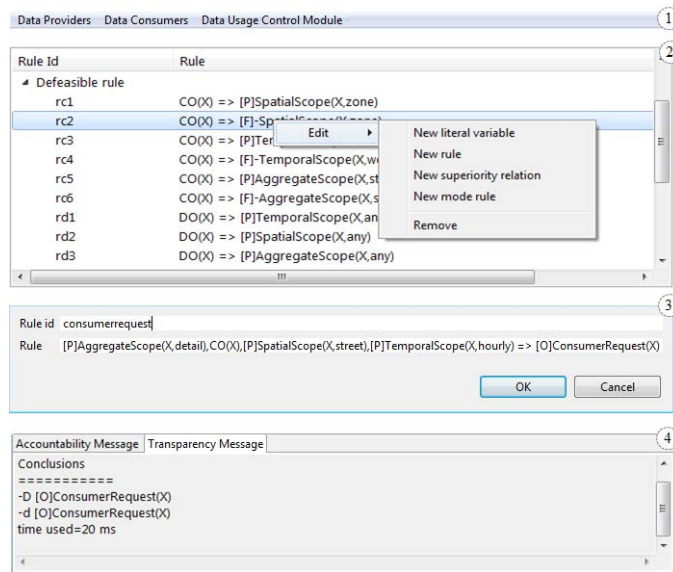 Data Providers Data Consumers Data Usage Control Module
1
2
Rule Id Rule
Defeasible rule
rc1 CO(X) => [P]SpatialScope(X,zone)
rc2 CO(X) => [F]-
rc3 CO(X) => [P]
rc4 CO(X) => [F]-TemporalScope(X,
rc5 CO(X) => [P]AggregateScope(X,st
rc6 CO(X) => [F]-AggregateScope(X,s
rd1 DO(X) => [P]TemporalScope(X,an
rd2 DO(X) => [P]SpatialScope(X,any)
rd3 DO(X) => [P]AggregateScope(X,any)
Edit
New literal variable
New rule
New superiority relation
New mode rule
Remove
3
Rule id consumerrequest
Rule [P]AggregateScope(X,detail),CO(X),[P]SpatialScope(X,street),[P]TemporalScope(X,hourly) => [O]ConsumerRequest(X)
OK Cancel
4
Accountability Message Transparency Message
Conclusions
===========
-D [O]ConsumerRequest(X)
-d [O]ConsumerRequest(X)
time used=20 ms